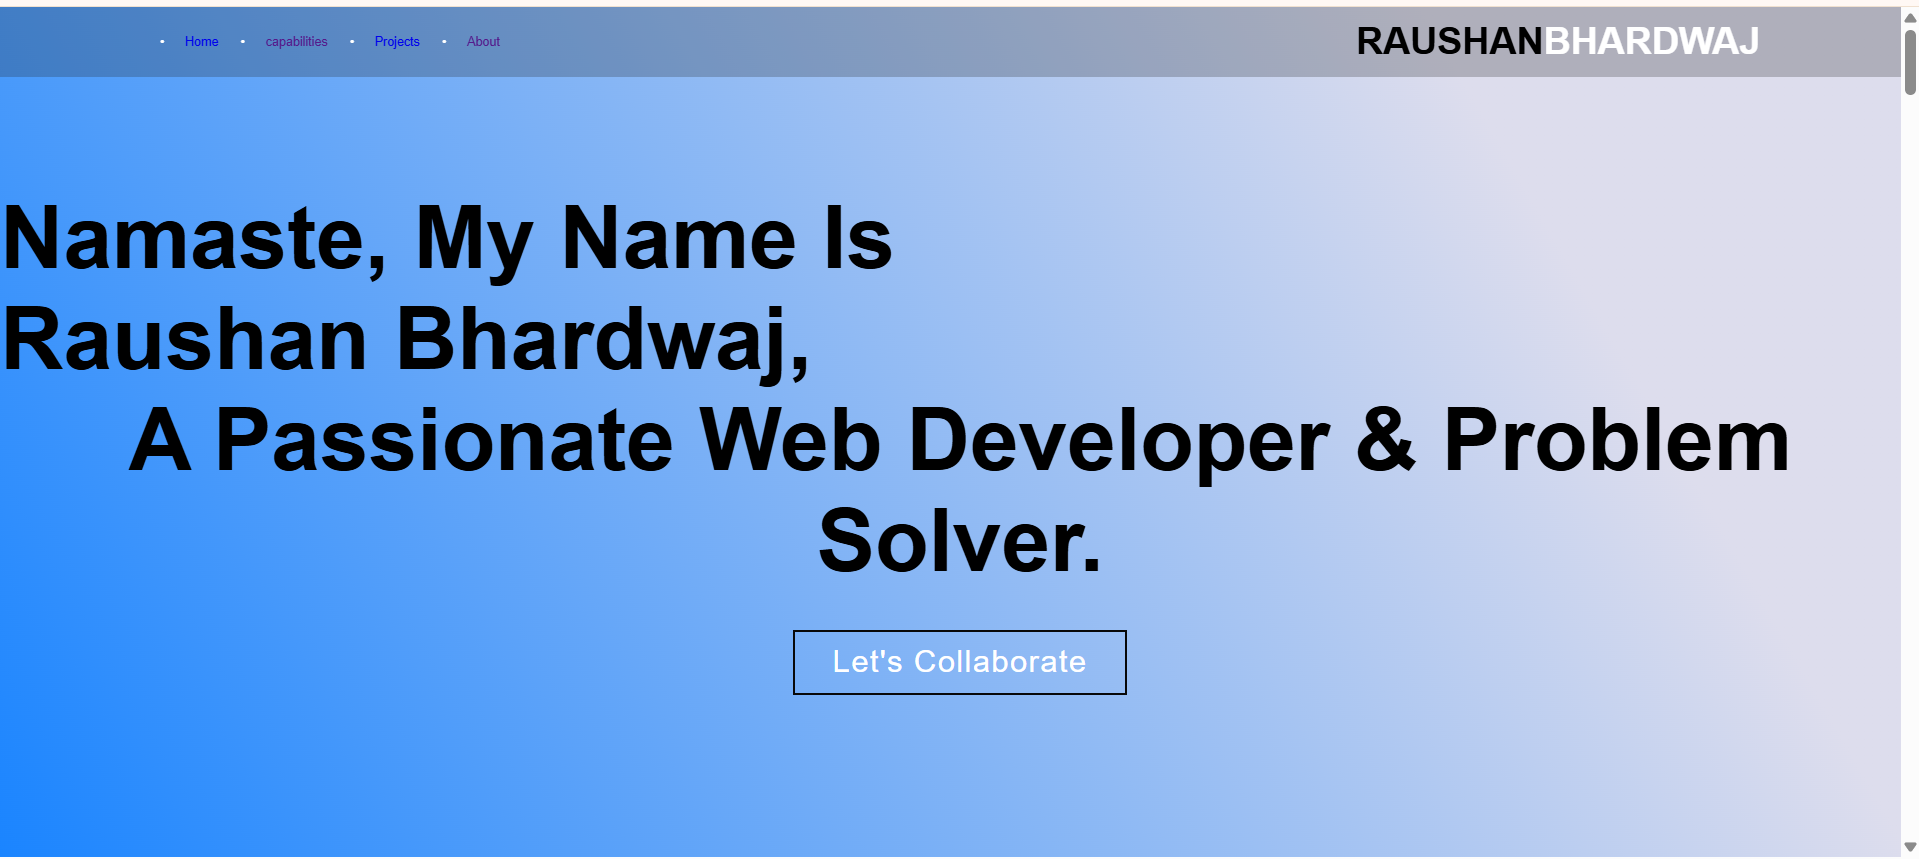 Home capabilities Projects About RAUSHANBHARDWAJ
Namaste, My Name Is
Raushan Bhardwaj,
A Passionate Web Developer & Problem
Solver.
Let's Collaborate